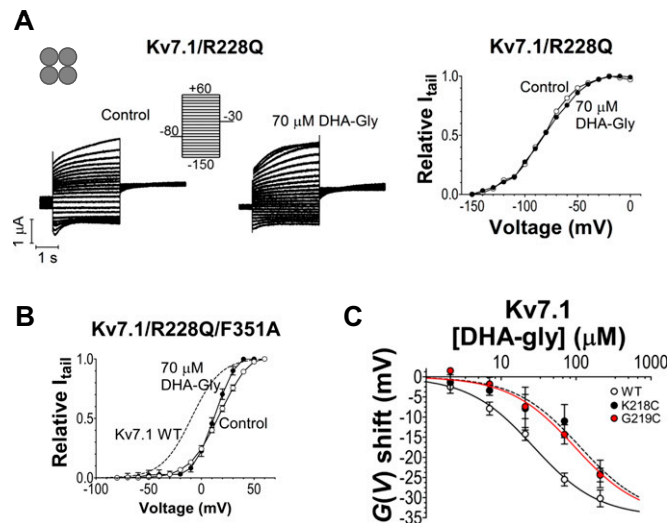 A
Kv7.1/R228Q
Control
+60
-30
-80
-150
70 μM DHA-Gly
1 μA
1 s
Kv7.1/R228Q
Relative Itail
1.0
0.5
0.0
Control
70 μM
DHA-Gly
-150 -100 -50 0
Voltage (mV)
B
Kv7.1/R228Q/F351A
Relative Itail
1.0
0.5
0.0
70 μM
DHA-Gly
Kv7.1 WT
Control
-100 -50 0 50
Voltage (mV)
C
Kv7.1
[DHA-gly] (μM)
10 100
G(V) shift (mV)
5
0
-5
-10
-15
-20
-25
-30
-35
WT
K218C
G219C